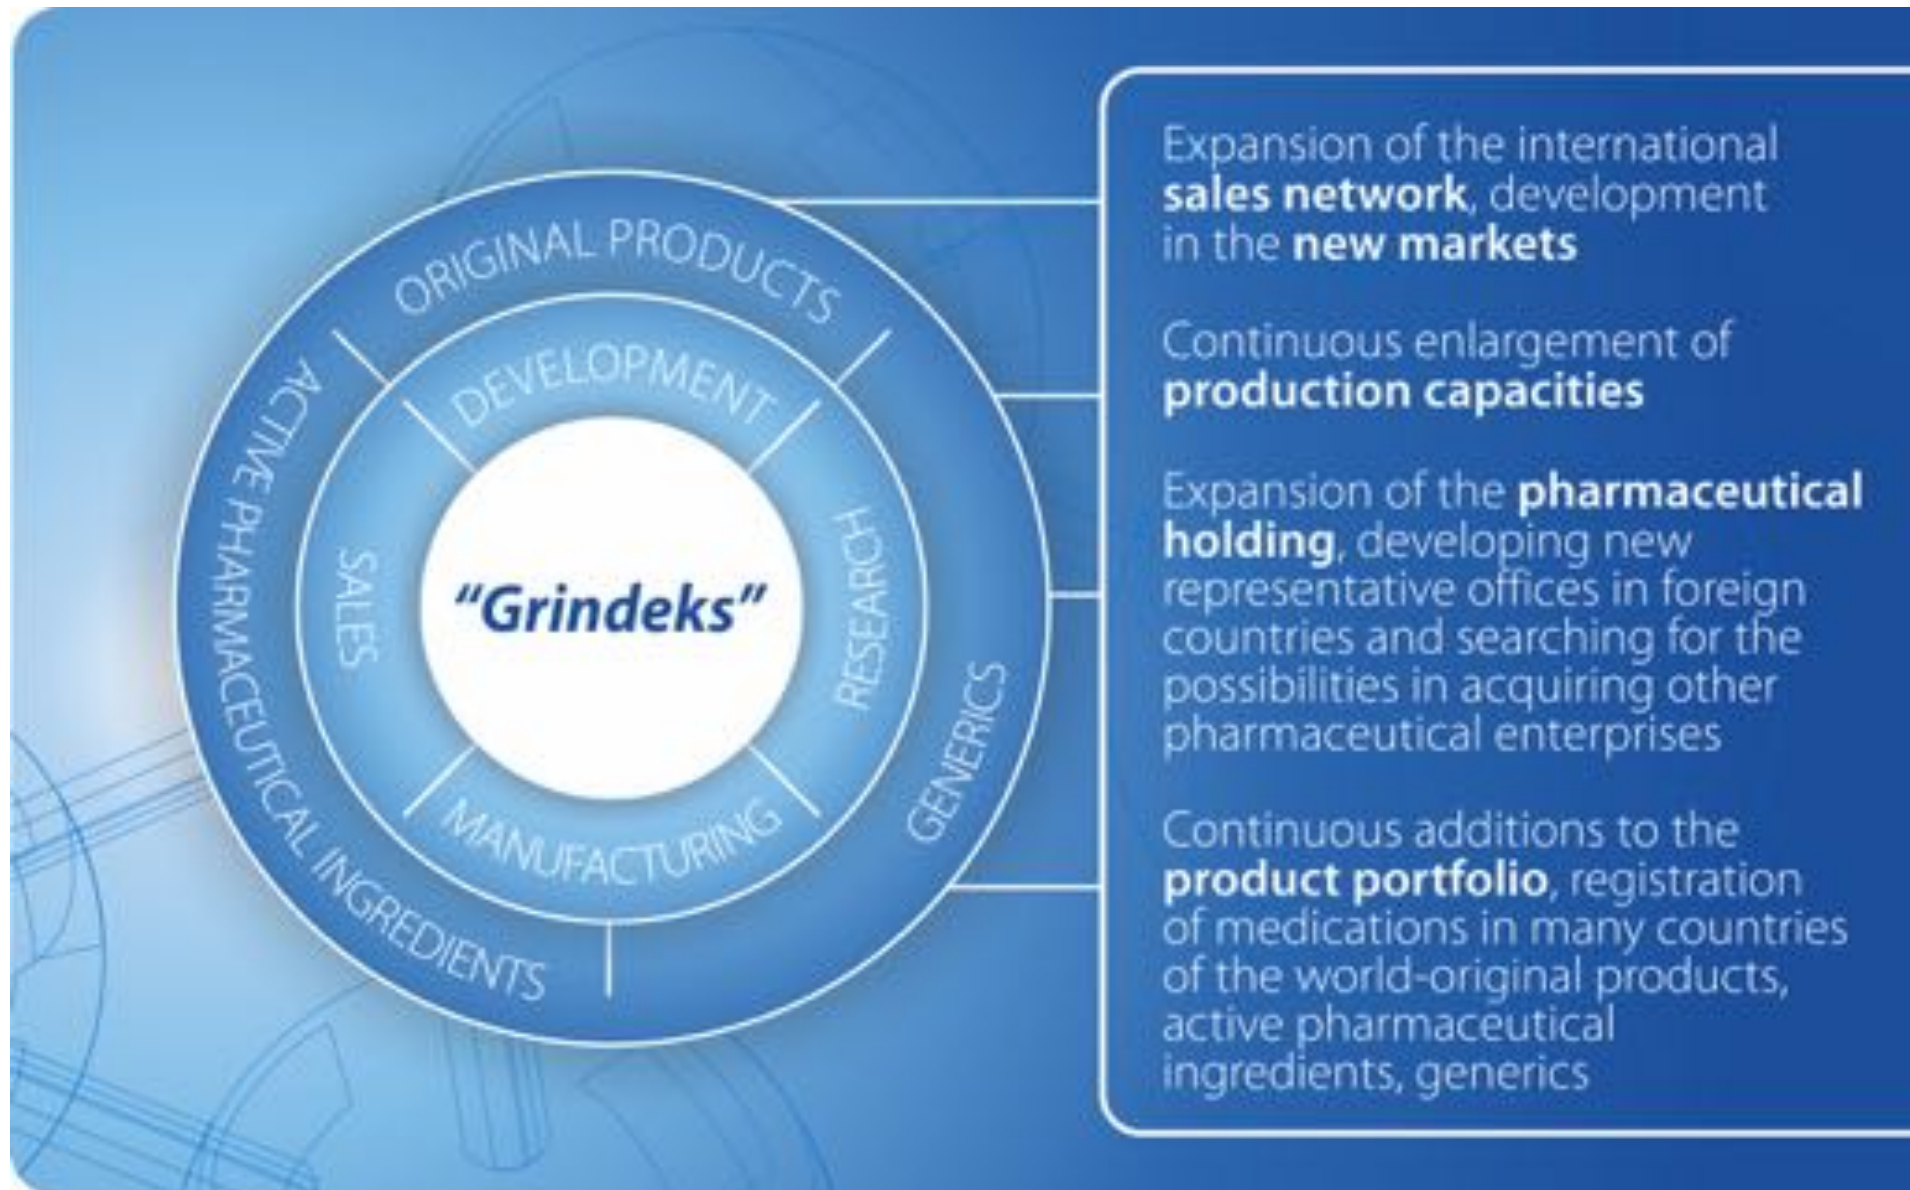 ORIGINAL PRODUCTS
ACTIVE PHARMACEUTICAL INGREDIENTS
GENERICS
DEVELOPMENT
SALES
RESEARCH
MANUFACTURING
“Grindeks”
Expansion of the international
sales network, development
in the new markets
Continuous enlargement of
production capacities
Expansion of the pharmaceutical
holding, developing new
representative offices in foreign
countries and searching for the
possibilities in acquiring other
pharmaceutical enterprises
Continuous additions to the
product portfolio, registration
of medications in many countries
of the world-original products,
active pharmaceutical
ingredients, generics